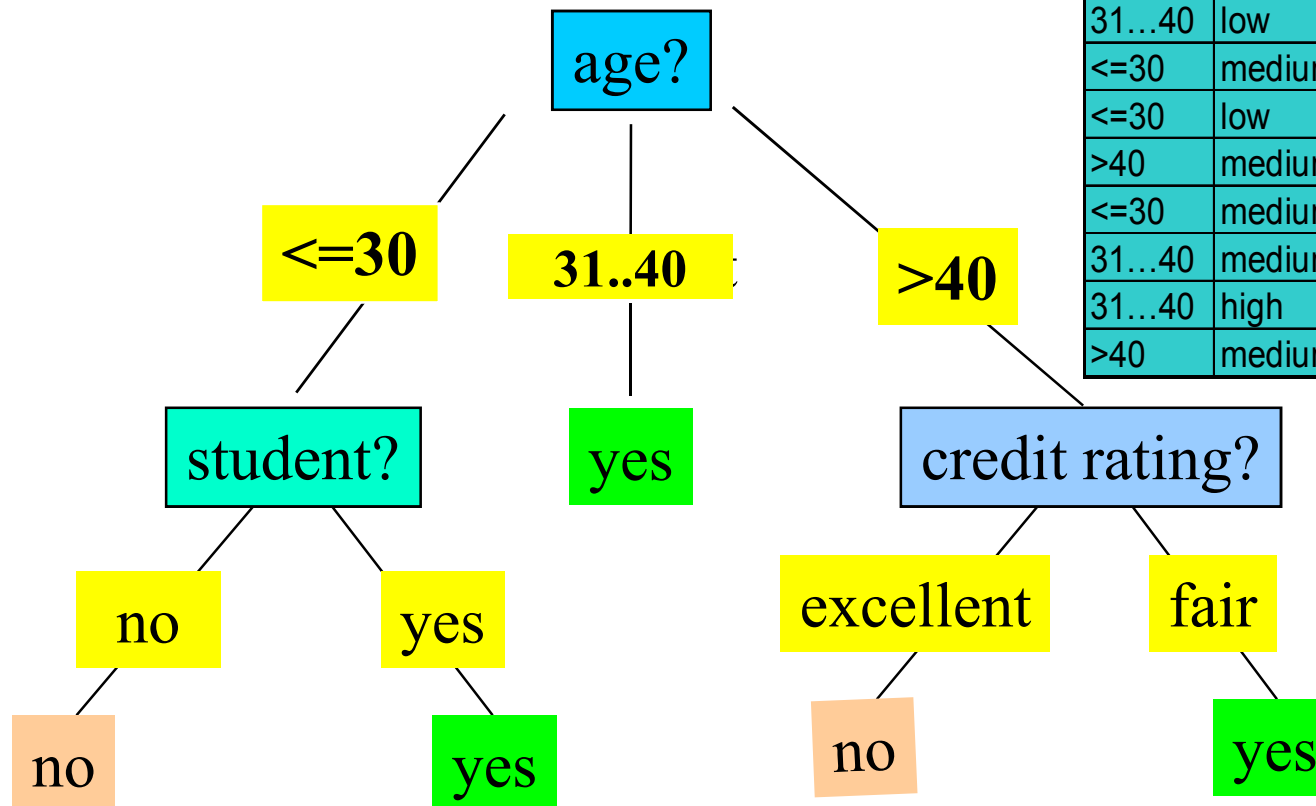 age?
31…40 low
<=30
<=30 low
>40
<=30
31…40
31…40 high
>40
<=30
31..40
>40
student?
yes
credit rating?
no
yes
excellent
fair
no
yes
no
yes